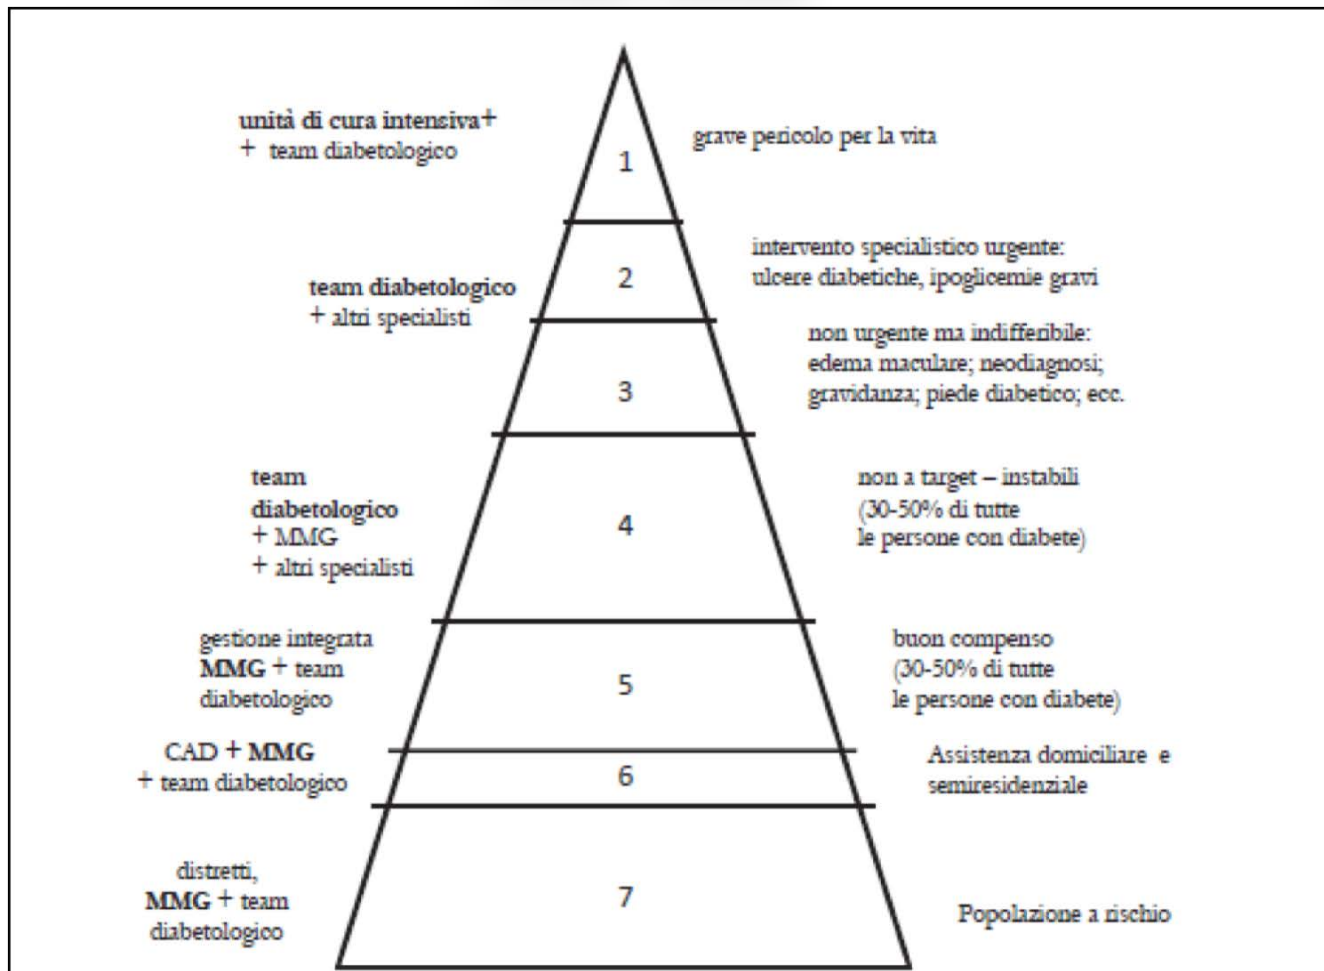 unità di cura intensiva+
+ team diabetologico
1
grave pericolo per la vita
team diabetologico
+ altri specialisti
2
intervento specialistico urgente:
ulcere diabetiche, ipoglicemie gravi
3
non urgente ma indifferibile:
edema maculare; neodiagnosi;
gravidanza; piede diabetico; ecc.
team
diabetologico
+ MMG
+ altri specialisti
4
non a target – instabili
(30-50% di tutte
le persone con diabete)
gestione integrata
MMG + team
diabetologico
5
buon compenso
(30-50% di tutte
le persone con diabete)
CAD + MMG
+ team diabetologico
6
Assistenza domiciliare e
semiresidenziale
distretti,
MMG + team
diabetologico
7
Popolazione a rischio